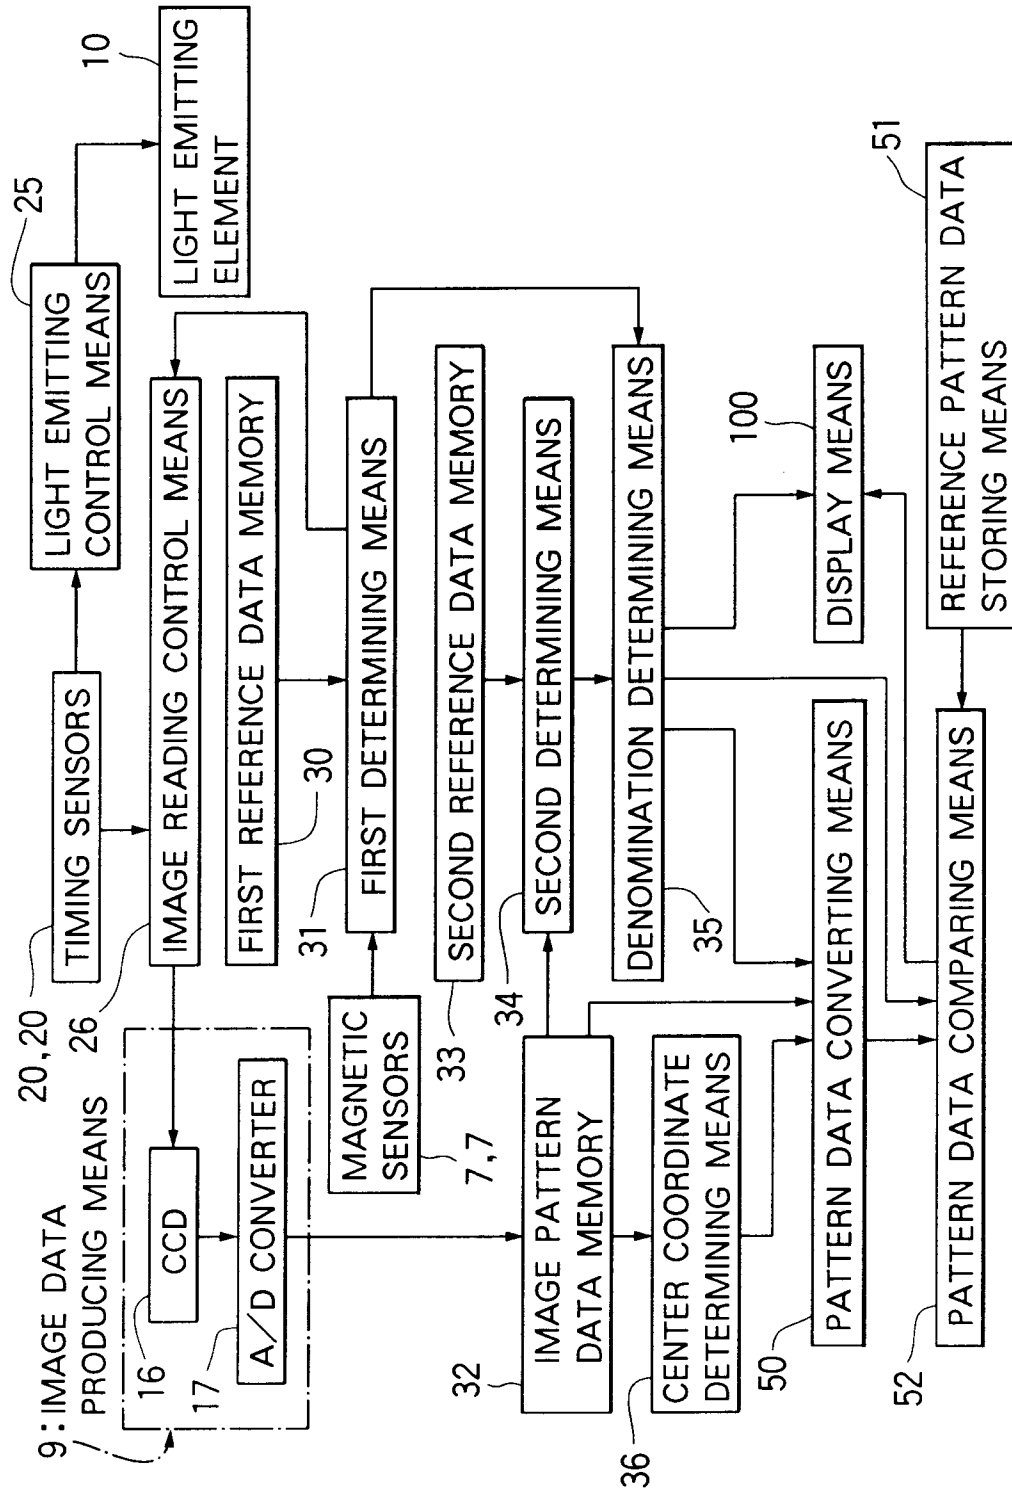 9:IMAGE DATA
PRODUCING MEANS
16
CCD
17
A/D CONVERTER
20,20
TIMING SENSORS
25
LIGHT EMITTING
CONTROL MEANS
10
LIGHT EMITTING
ELEMENT
26
IMAGE READING CONTROL MEANS
FIRST REFERENCE DATA MEMORY
30
31
FIRST DETERMINING MEANS
MAGNETIC
SENSORS
7,7
33
SECOND REFERENCE DATA MEMORY
34
SECOND DETERMINING MEANS
32
IMAGE PATTERN
DATA MEMORY
DENOMINATION DETERMINING MEANS
35
36
CENTER COORDINATE
DETERMINING MEANS
100
DISPLAY MEANS
50
PATTERN DATA CONVERTING MEANS
51
REFERENCE PATTERN DATA
STORING MEANS
52
PATTERN DATA COMPARING MEANS